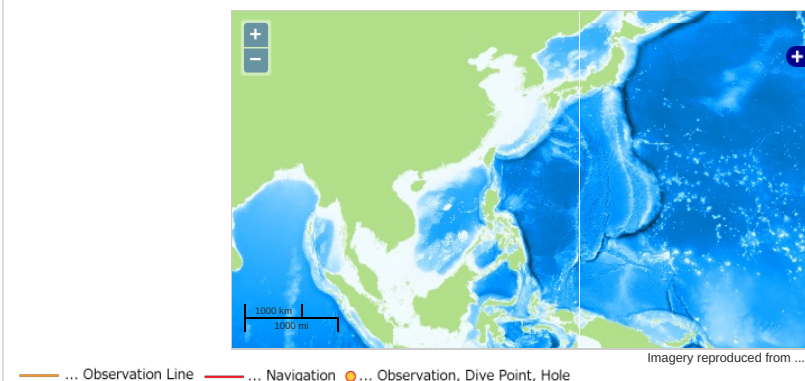 +
−
+
1000 km
1000 mi
Imagery reproduced from ...
... Observation Line ... Navigation ... Observation, Dive Point, Hole